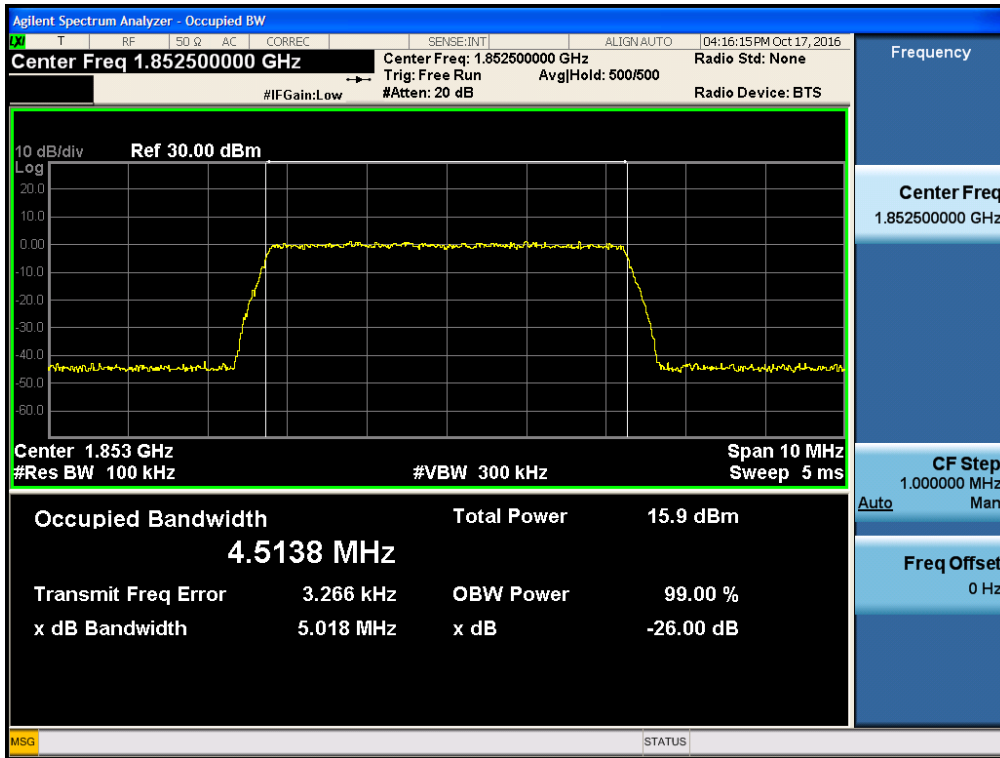 Agilent Spectrum Analyzer - Occupied BW
LXI T RF 50 Ω AC CORREC SENSE:INT ALIGN AUTO 04:16:15 PM Oct 17, 2016
Center Freq 1.852500000 GHz
Center Freq: 1.852500000 GHz
Radio Std: None
Trig: Free Run Avg|Hold: 500/500
#IFGain:Low
#Atten: 20 dB
Radio Device: BTS
10 dB/div Ref 30.00 dBm
Log
20.0
10.0
0.00
-10.0
-20.0
-30.0
-40.0
-50.0
-60.0
Center 1.853 GHz Span 10 MHz
#Res BW 100 kHz #VBW 300 kHz Sweep 5 ms
Occupied Bandwidth Total Power 15.9 dBm
4.5138 MHz
Transmit Freq Error 3.266 kHz OBW Power 99.00 %
x dB Bandwidth 5.018 MHz x dB -26.00 dB
MSG STATUS
Frequency
Center Freq
1.852500000 GHz
CF Step
1.000000 MHz
Auto Man
Freq Offset
0 Hz